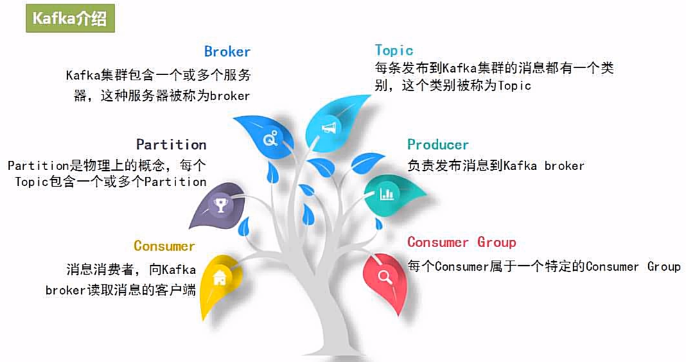 Kafka介绍
Broker
Kafka集群包含一个或多个服务
器，这种服务器被称为broker
Topic
每条发布到Kafka集群的消息都有一个类
别，这个类别被称为Topic
Partition
Partition是物理上的概念，每个
Topic包含一个或多个Partition
Producer
负责发布消息到Kafka broker
Consumer
消息消费者，向Kafka
broker读取消息的客户端
Consumer Group
每个Consumer属于一个特定的Consumer Group